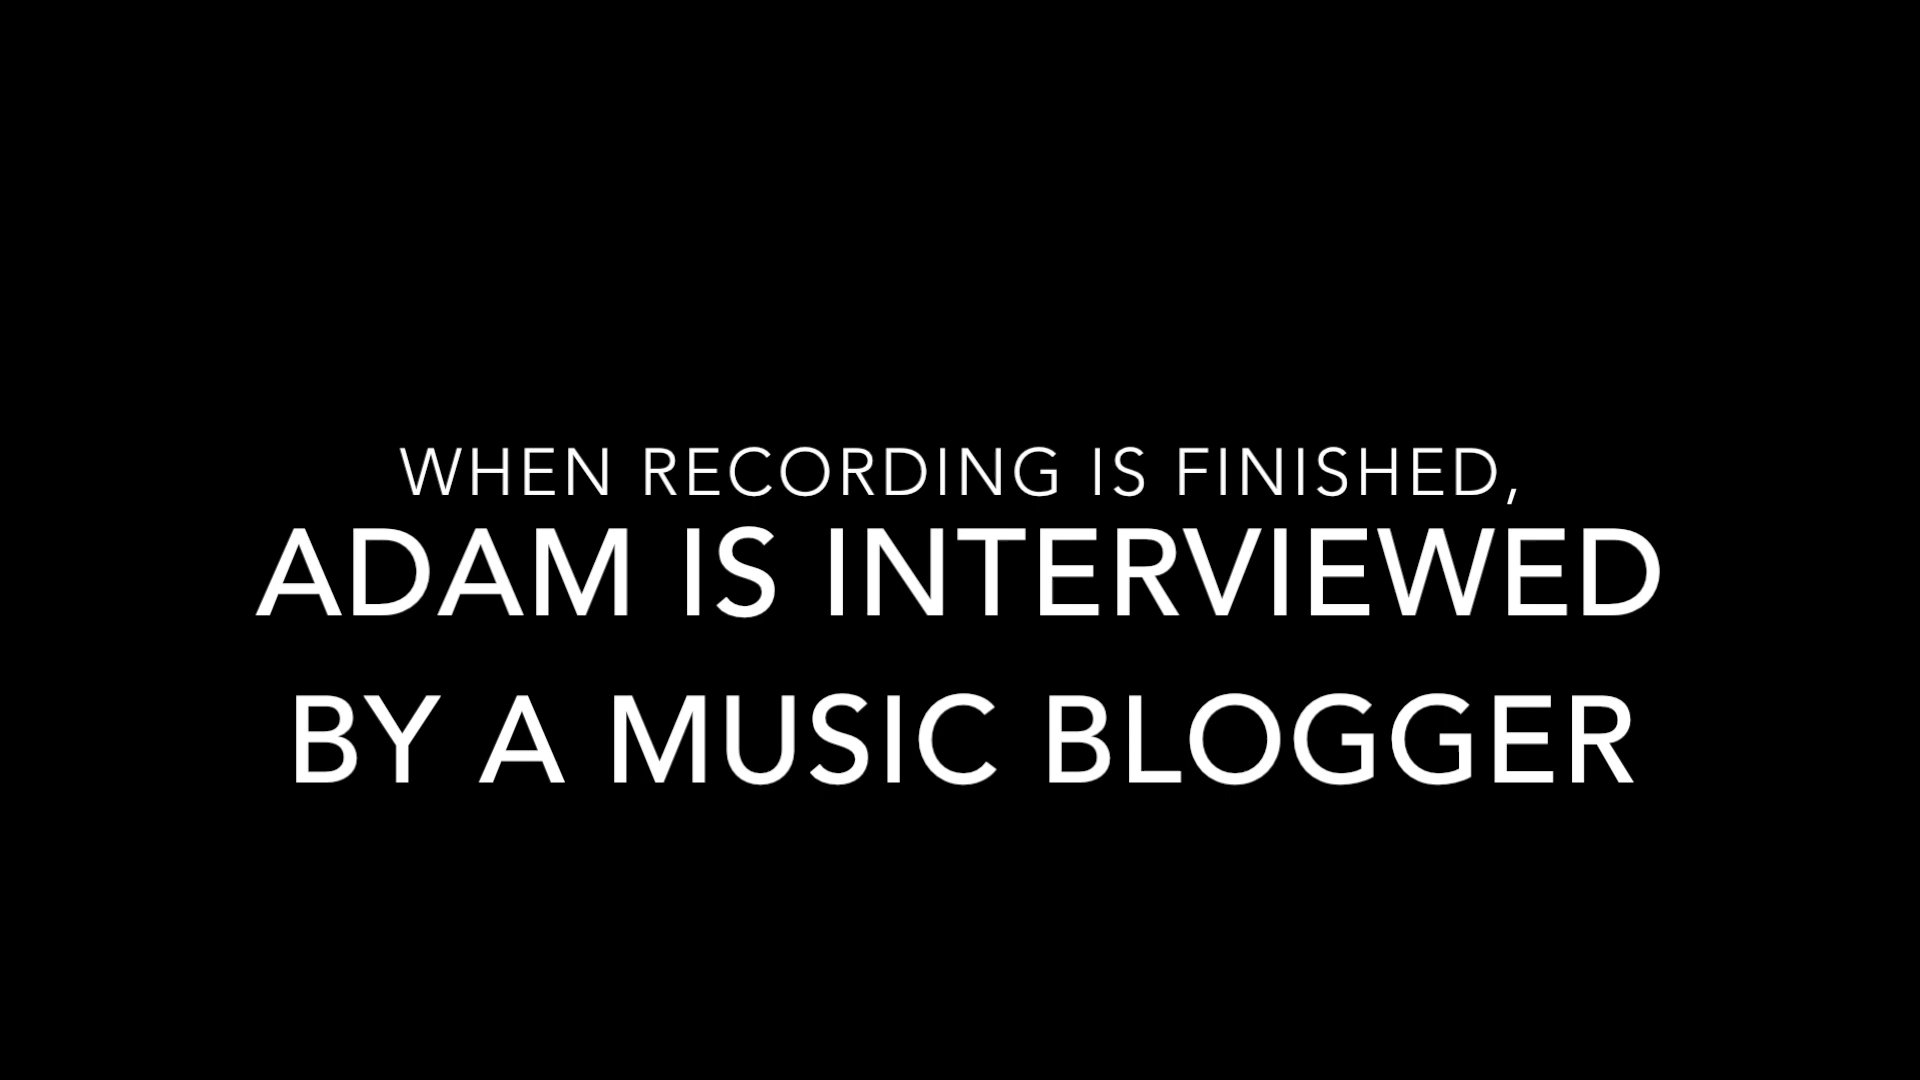 WHEN RECORDING IS FINISHED,
ADAM IS INTERVIEWED
BY A MUSIC BLOGGER